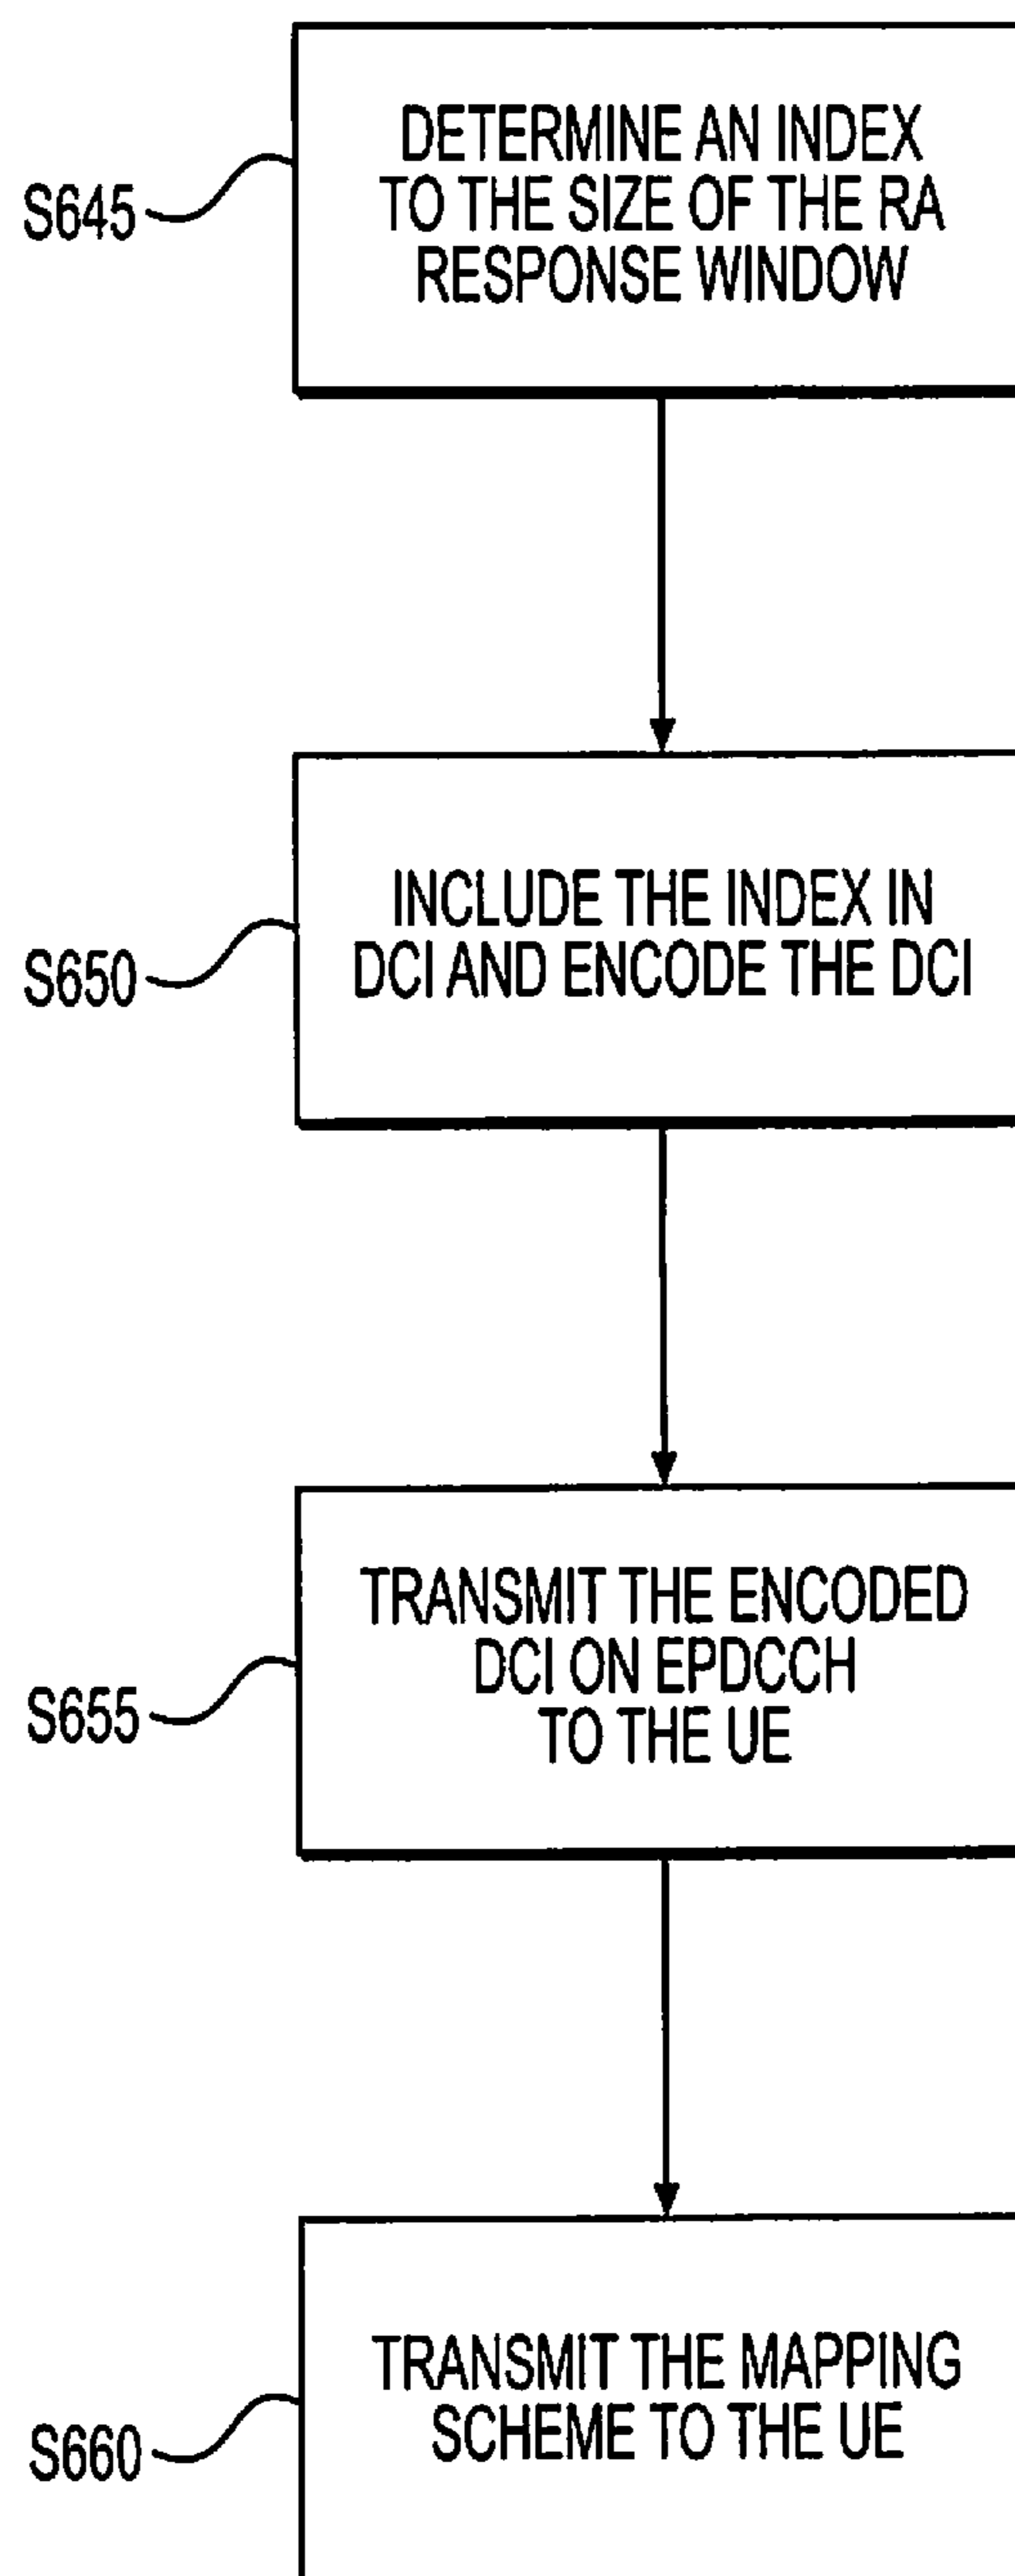 S645
DETERMINE AN INDEX
TO THE SIZE OF THE RA
RESPONSE WINDOW
S650
INCLUDE THE INDEX IN
DCI AND ENCODE THE DCI
S655
TRANSMIT THE ENCODED
DCI ON EPDCCH
TO THE UE
S660
TRANSMIT THE MAPPING
SCHEME TO THE UE